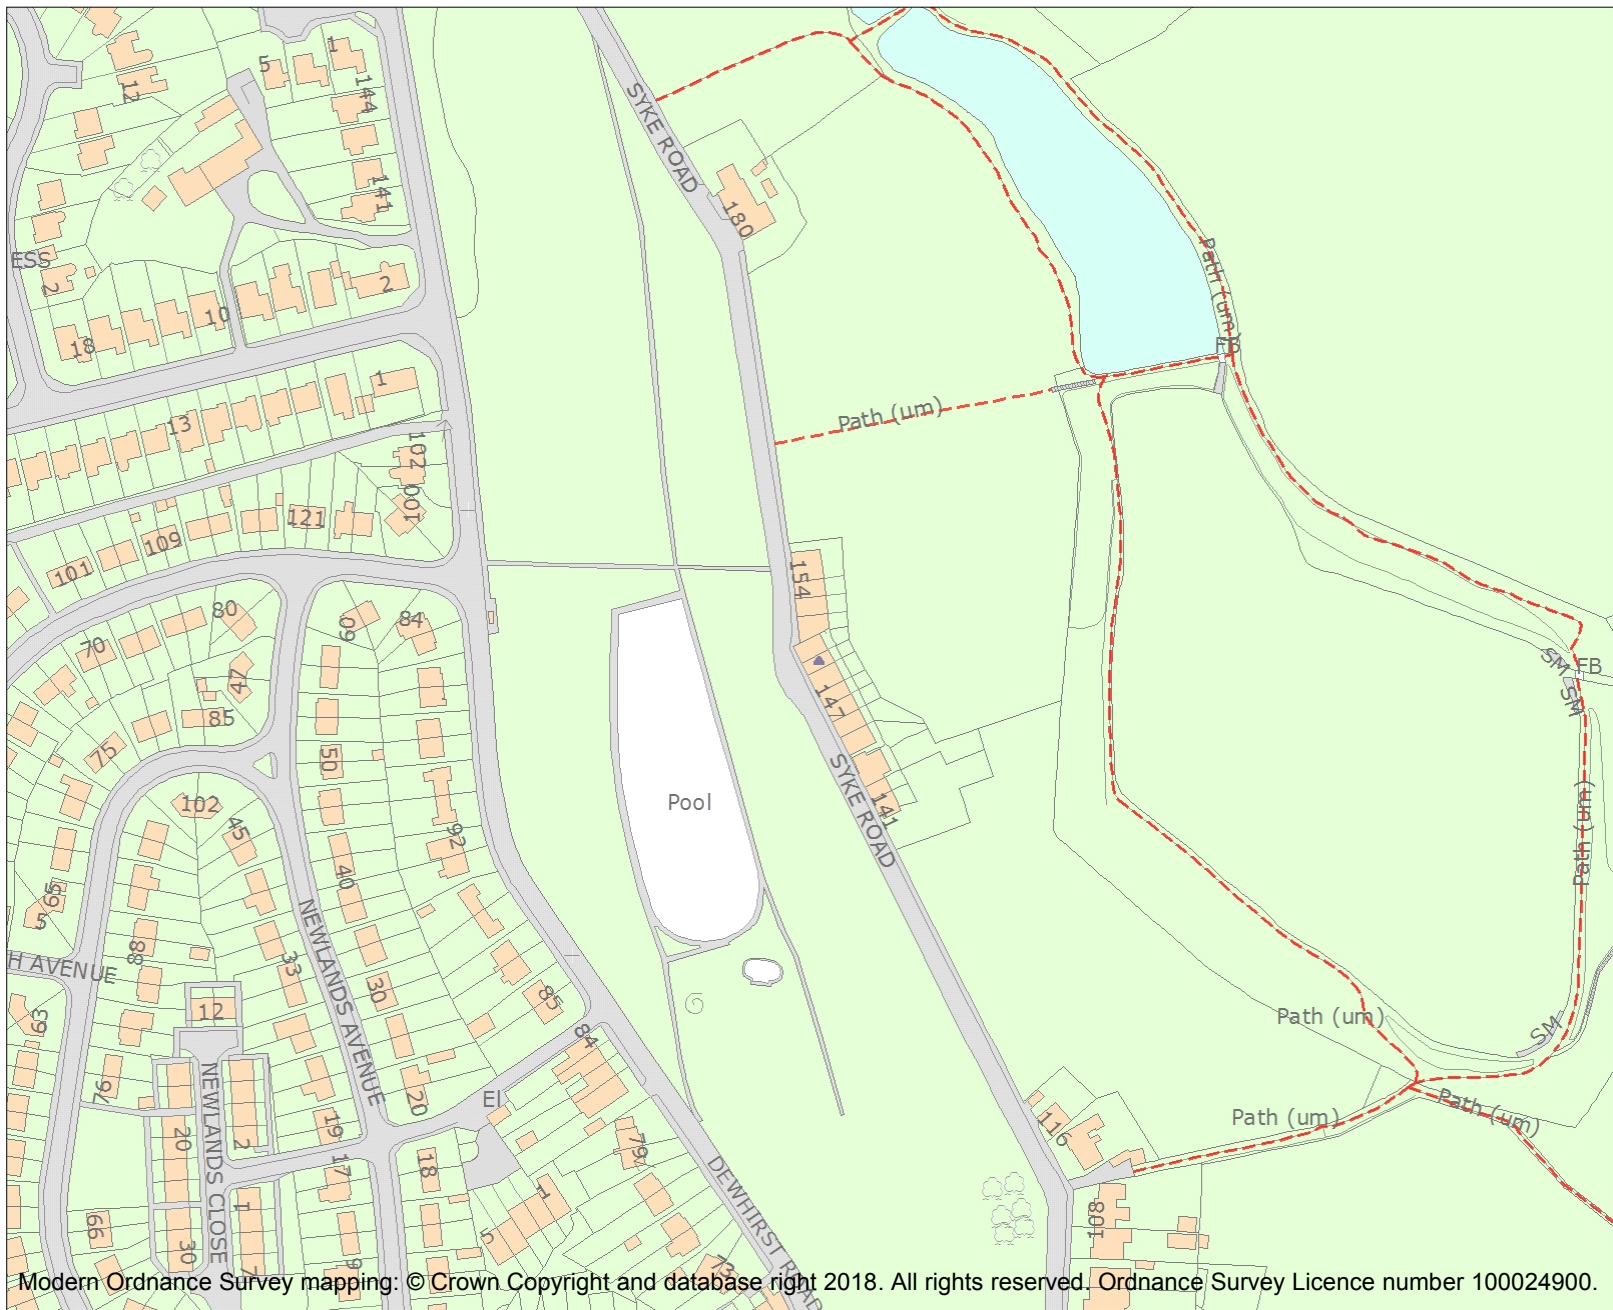 5
1
144
12
SYKE ROAD
141
180
ESS
2
2
Path (um)
10
18
FB
1
Path (um)
13
102
100
121
109
101
154
80
60
84
70
47
SM
FB
SM
147
85
75
50
SYKE ROAD
Pool
102
141
45
92
Path (um)
40
65
5
NEWLANDS AVENUE
88
H AVENUE
33
30
85
12
63
Path (um)
SM
84
76
NEWLANDS CLOSE
20
El
Path (um)
Path (um)
19
116
20
2
79
17
18
DEWHIRST ROAD
1
1
108
66
5
30
7
9
73
Modern Ordnance Survey mapping: © Crown Copyright and database right 2018. All rights reserved. Ordnance Survey Licence number 100024900.